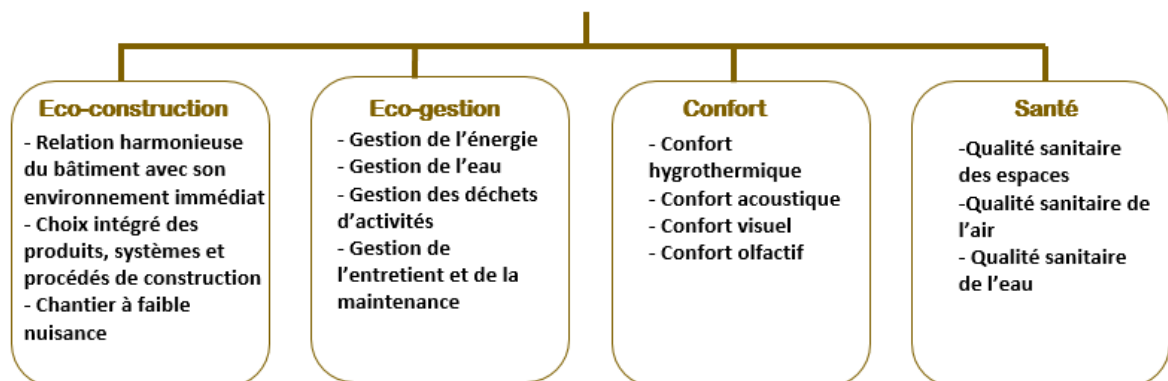 Eco-construction
- Relation harmonieuse
du bâtiment avec son
environnement immédiat
- Choix intégré des
produits, systèmes et
procédés de construction
- Chantier à faible
nuisance
Eco-gestion
- Gestion de l'énergie
- Gestion de l'eau
- Gestion des déchets
d'activités
- Gestion de
l'entretient et de la
maintenance
Confort
- Confort
hygrothermique
- Confort acoustique
- Confort visuel
- Confort olfactif
Santé
-Qualité sanitaire
des espaces
-Qualité sanitaire de
l'air
- Qualité sanitaire
de l'eau